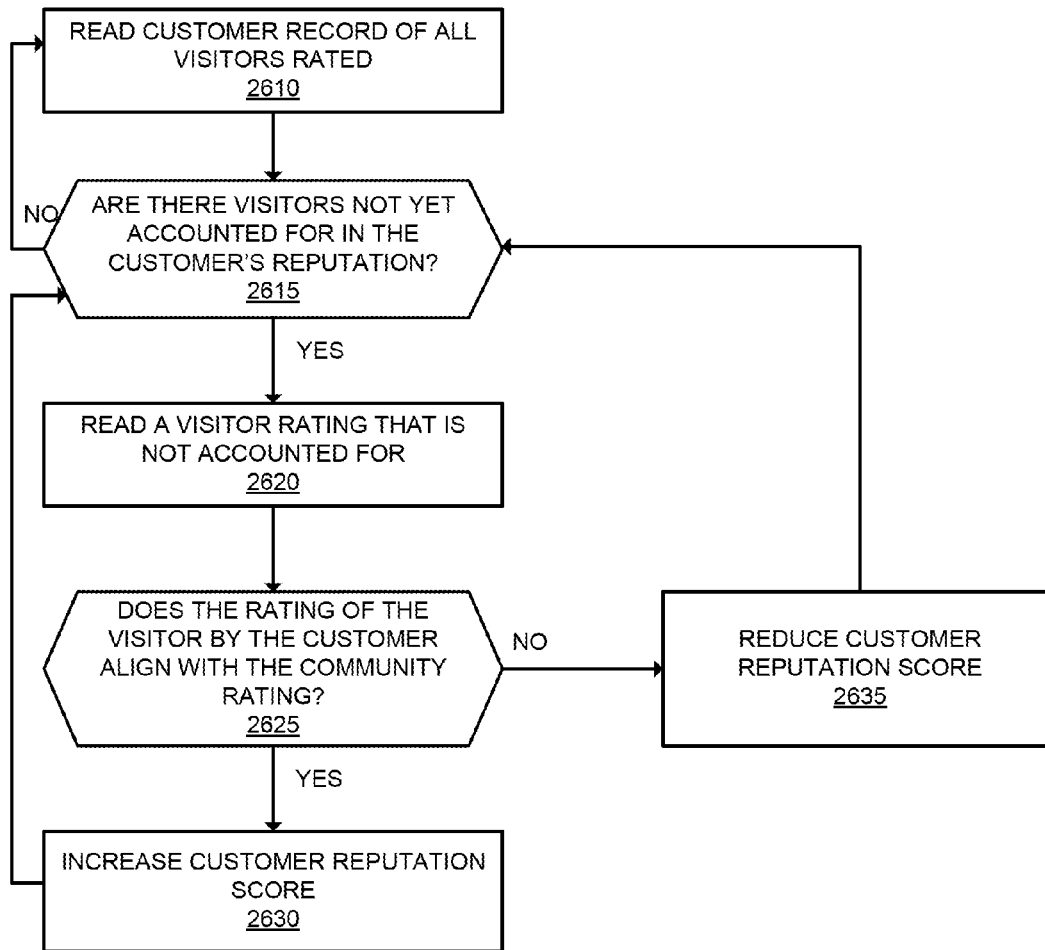 READ CUSTOMER RECORD OF ALL
VISITORS RATED
2610
ARE THERE VISITORS NOT YET
ACCOUNTED FOR IN THE
CUSTOMER'S REPUTATION?
2615
NO
YES
READ A VISITOR RATING THAT IS
NOT ACCOUNTED FOR
2620
DOES THE RATING OF THE
VISITOR BY THE CUSTOMER
ALIGN WITH THE COMMUNITY
RATING?
2625
NO
REDUCE CUSTOMER
REPUTATION SCORE
2635
YES
INCREASE CUSTOMER REPUTATION
SCORE
2630